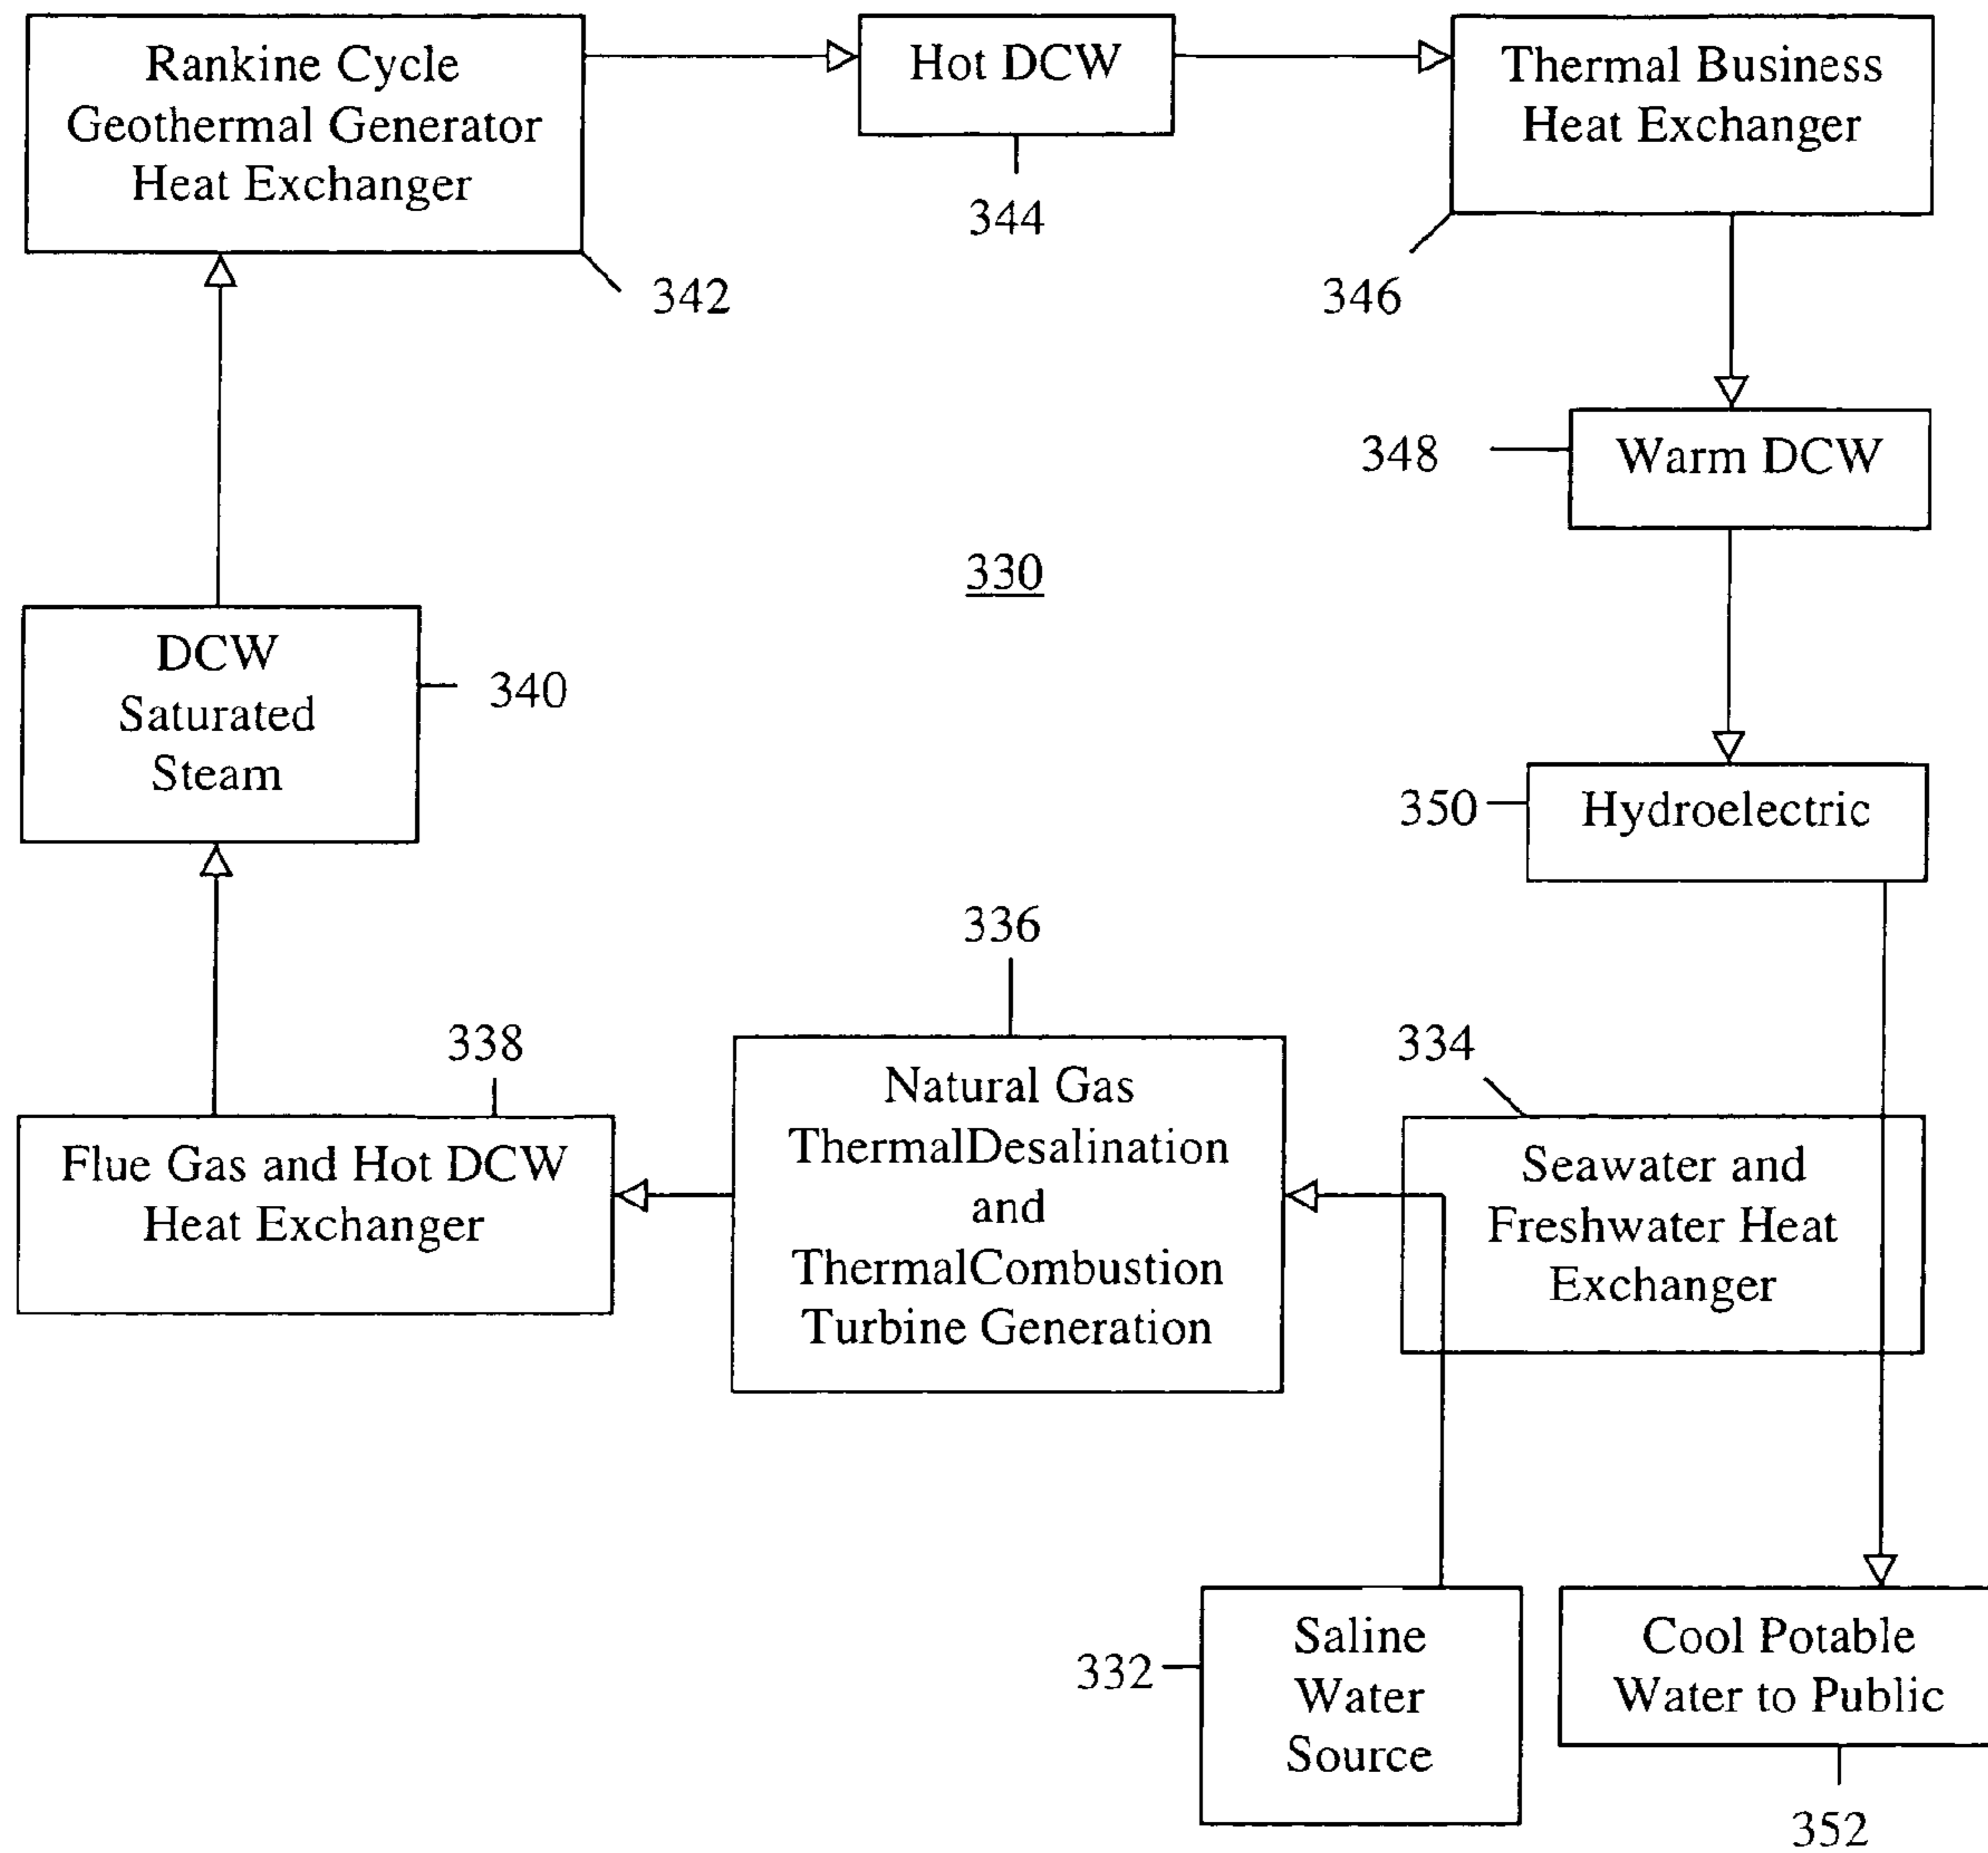 Rankine Cycle
Geothermal Generator
Heat Exchanger
342
Hot DCW
344
Thermal Business
Heat Exchanger
346
348
Warm DCW
330
DCW
Saturated
Steam
340
350
Hydroelectric
336
338
334
Flue Gas and Hot DCW
Heat Exchanger
Natural Gas
ThermalDesalination
and
ThermalCombustion
Turbine Generation
Seawater and
Freshwater Heat
Exchanger
332
Saline
Water
Source
Cool Potable
Water to Public
352